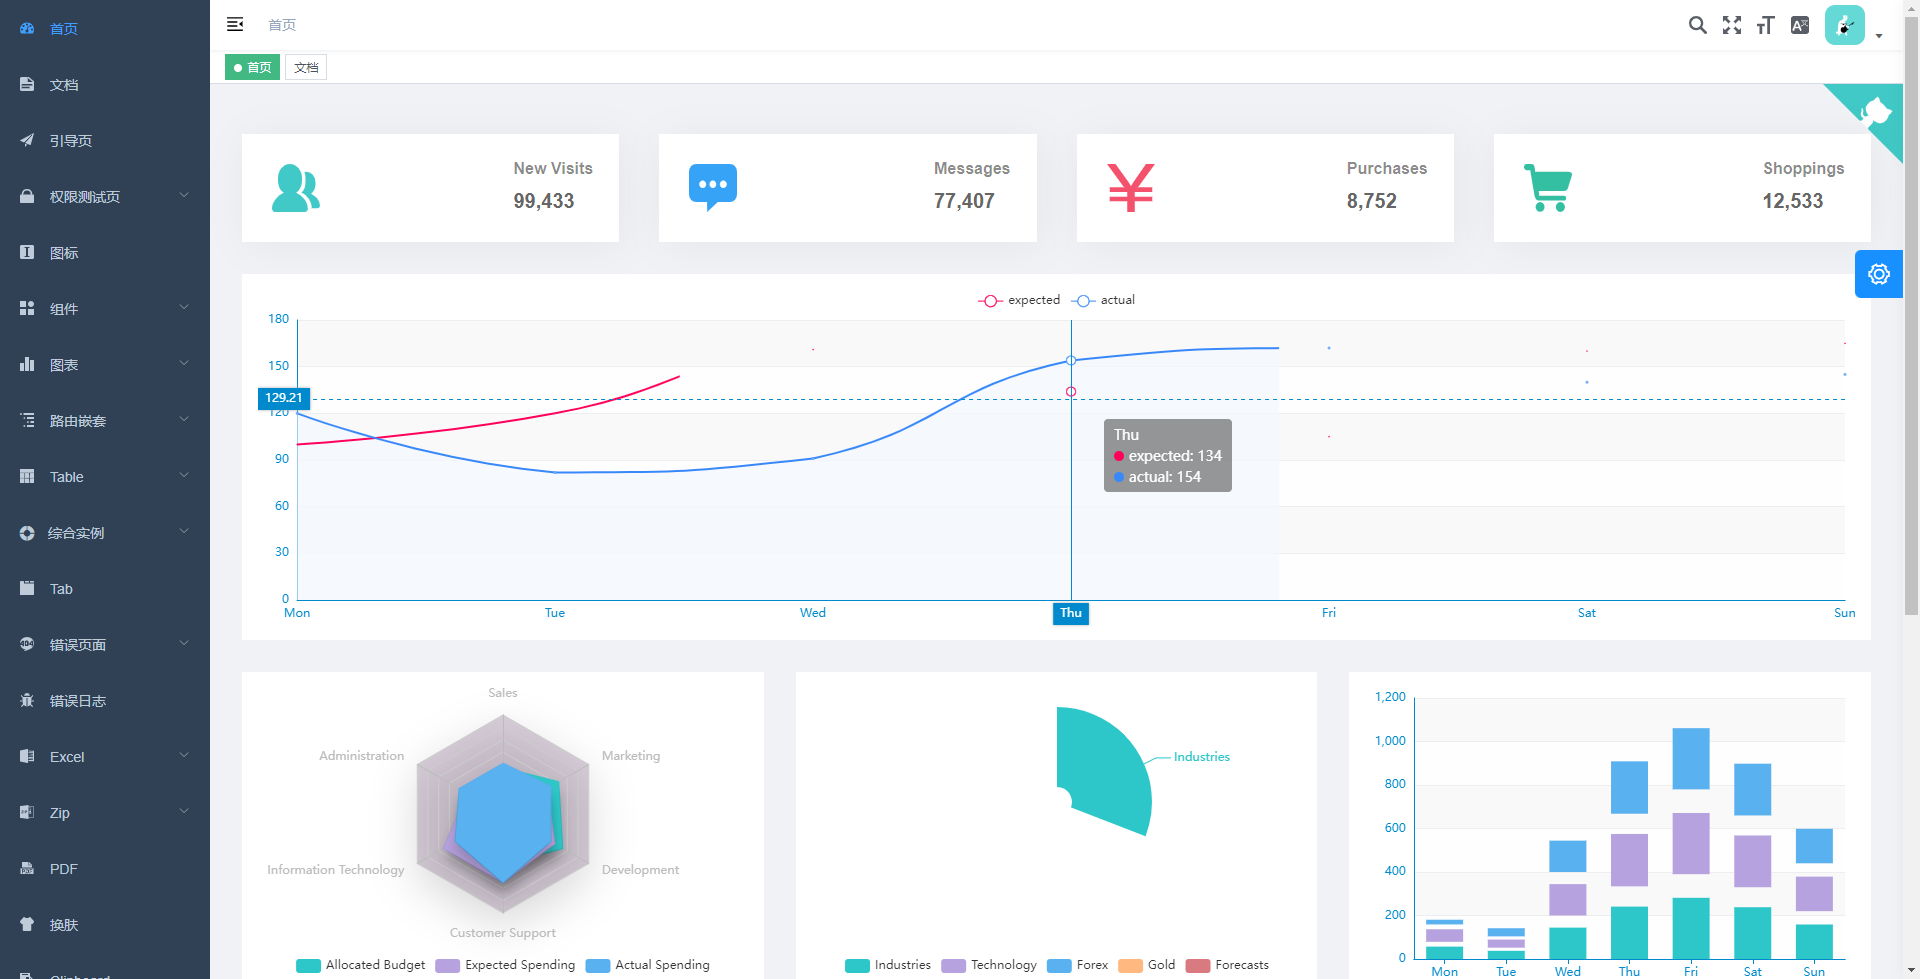 首页
文档
引导页
权限测试页
图标
组件
图表
路由嵌套
Table
综合实例
Tab
错误页面
错误日志
Excel
Zip
PDF
换肤
首页
首页
文档
New Visits
99,433
Messages
77,407
Purchases
8,752
Shoppings
12,533
expected
actual
180
150
129.21
120
90
60
30
0
Mon
Tue
Wed
Thu
Fri
Sat
Sun
Thu
expected: 134
actual: 154
Sales
Administration
Marketing
Information Technology
Development
Customer Support
Allocated Budget
Expected Spending
Actual Spending
Industries
Industries
Technology
Forex
Gold
Forecasts
1,200
1,000
800
600
400
200
0
Mon
Tue
Wed
Thu
Fri
Sat
Sun